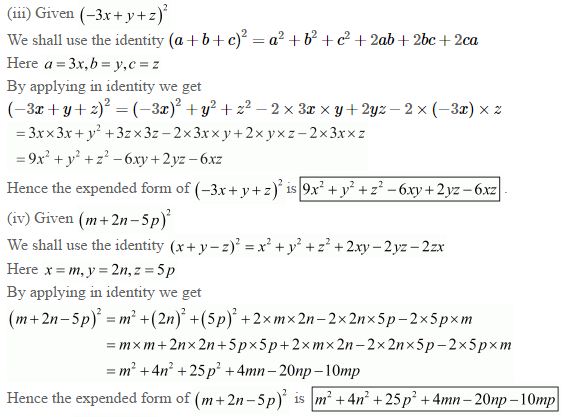 (iii) Given (−3x + y + z)²
We shall use the identity (a + b + c)² = a² + b² + c² + 2ab + 2bc + 2ca
Here a = 3x, b = y, c = z
By applying in identity we get
(−3x + y + z)² = (−3x)² + y² + z² − 2 × 3x × y + 2yz − 2 × (−3x) × z
= 3x×3x + y² + 3z×3z − 2×3x×y + 2×y×z − 2×3x×z
= 9x² + y² + z² − 6xy + 2yz − 6xz
Hence the expended form of (−3x + y + z)² is 9x² + y² + z² − 6xy + 2yz − 6xz .
(iv) Given (m + 2n − 5p)²
We shall use the identity (x + y − z)² = x² + y² + z² + 2xy − 2yz − 2zx
Here x = m, y = 2n, z = 5p
By applying in identity we get
(m + 2n − 5p)² = m² + (2n)² + (5p)² + 2×m×2n − 2×2n×5p − 2×5p×m
= m×m + 2n×2n + 5p×5p + 2×m×2n − 2×2n×5p − 2×5p×m
= m² + 4n² + 25p² + 4mn − 20np − 10mp
Hence the expended form of (m + 2n − 5p)² is m² + 4n² + 25p² + 4mn − 20np − 10mp